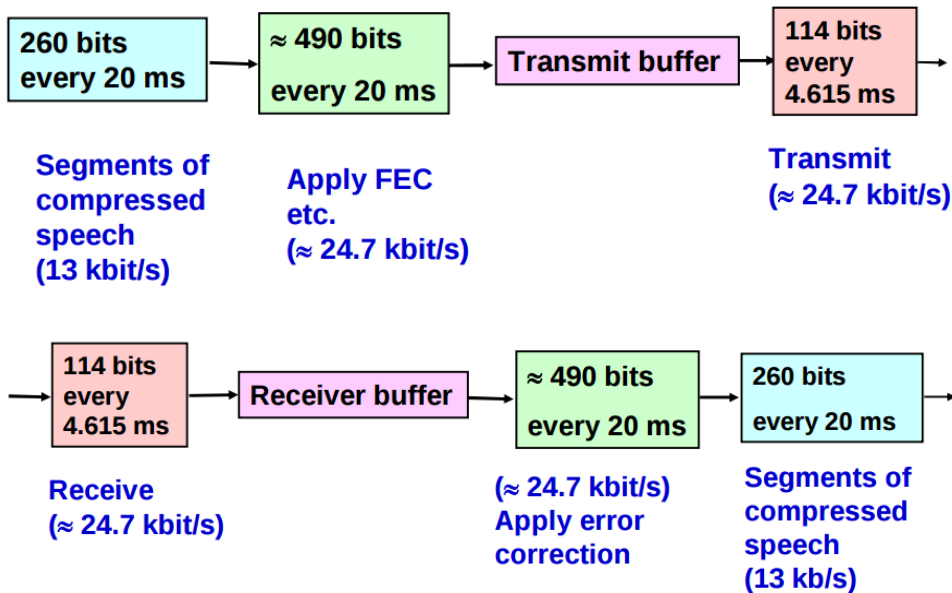 260 bits
every 20 ms
≈ 490 bits
every 20 ms
Transmit buffer
114 bits
every
4.615 ms
Segments of
compressed
speech
(13 kbit/s)
Apply FEC
etc.
(≈ 24.7 kbit/s)
Transmit
(≈ 24.7 kbit/s)
114 bits
every
4.615 ms
Receiver buffer
≈ 490 bits
every 20 ms
260 bits
every 20 ms
Receive
(≈ 24.7 kbit/s)
(≈ 24.7 kbit/s)
Apply error
correction
Segments of
compressed
speech
(13 kb/s)